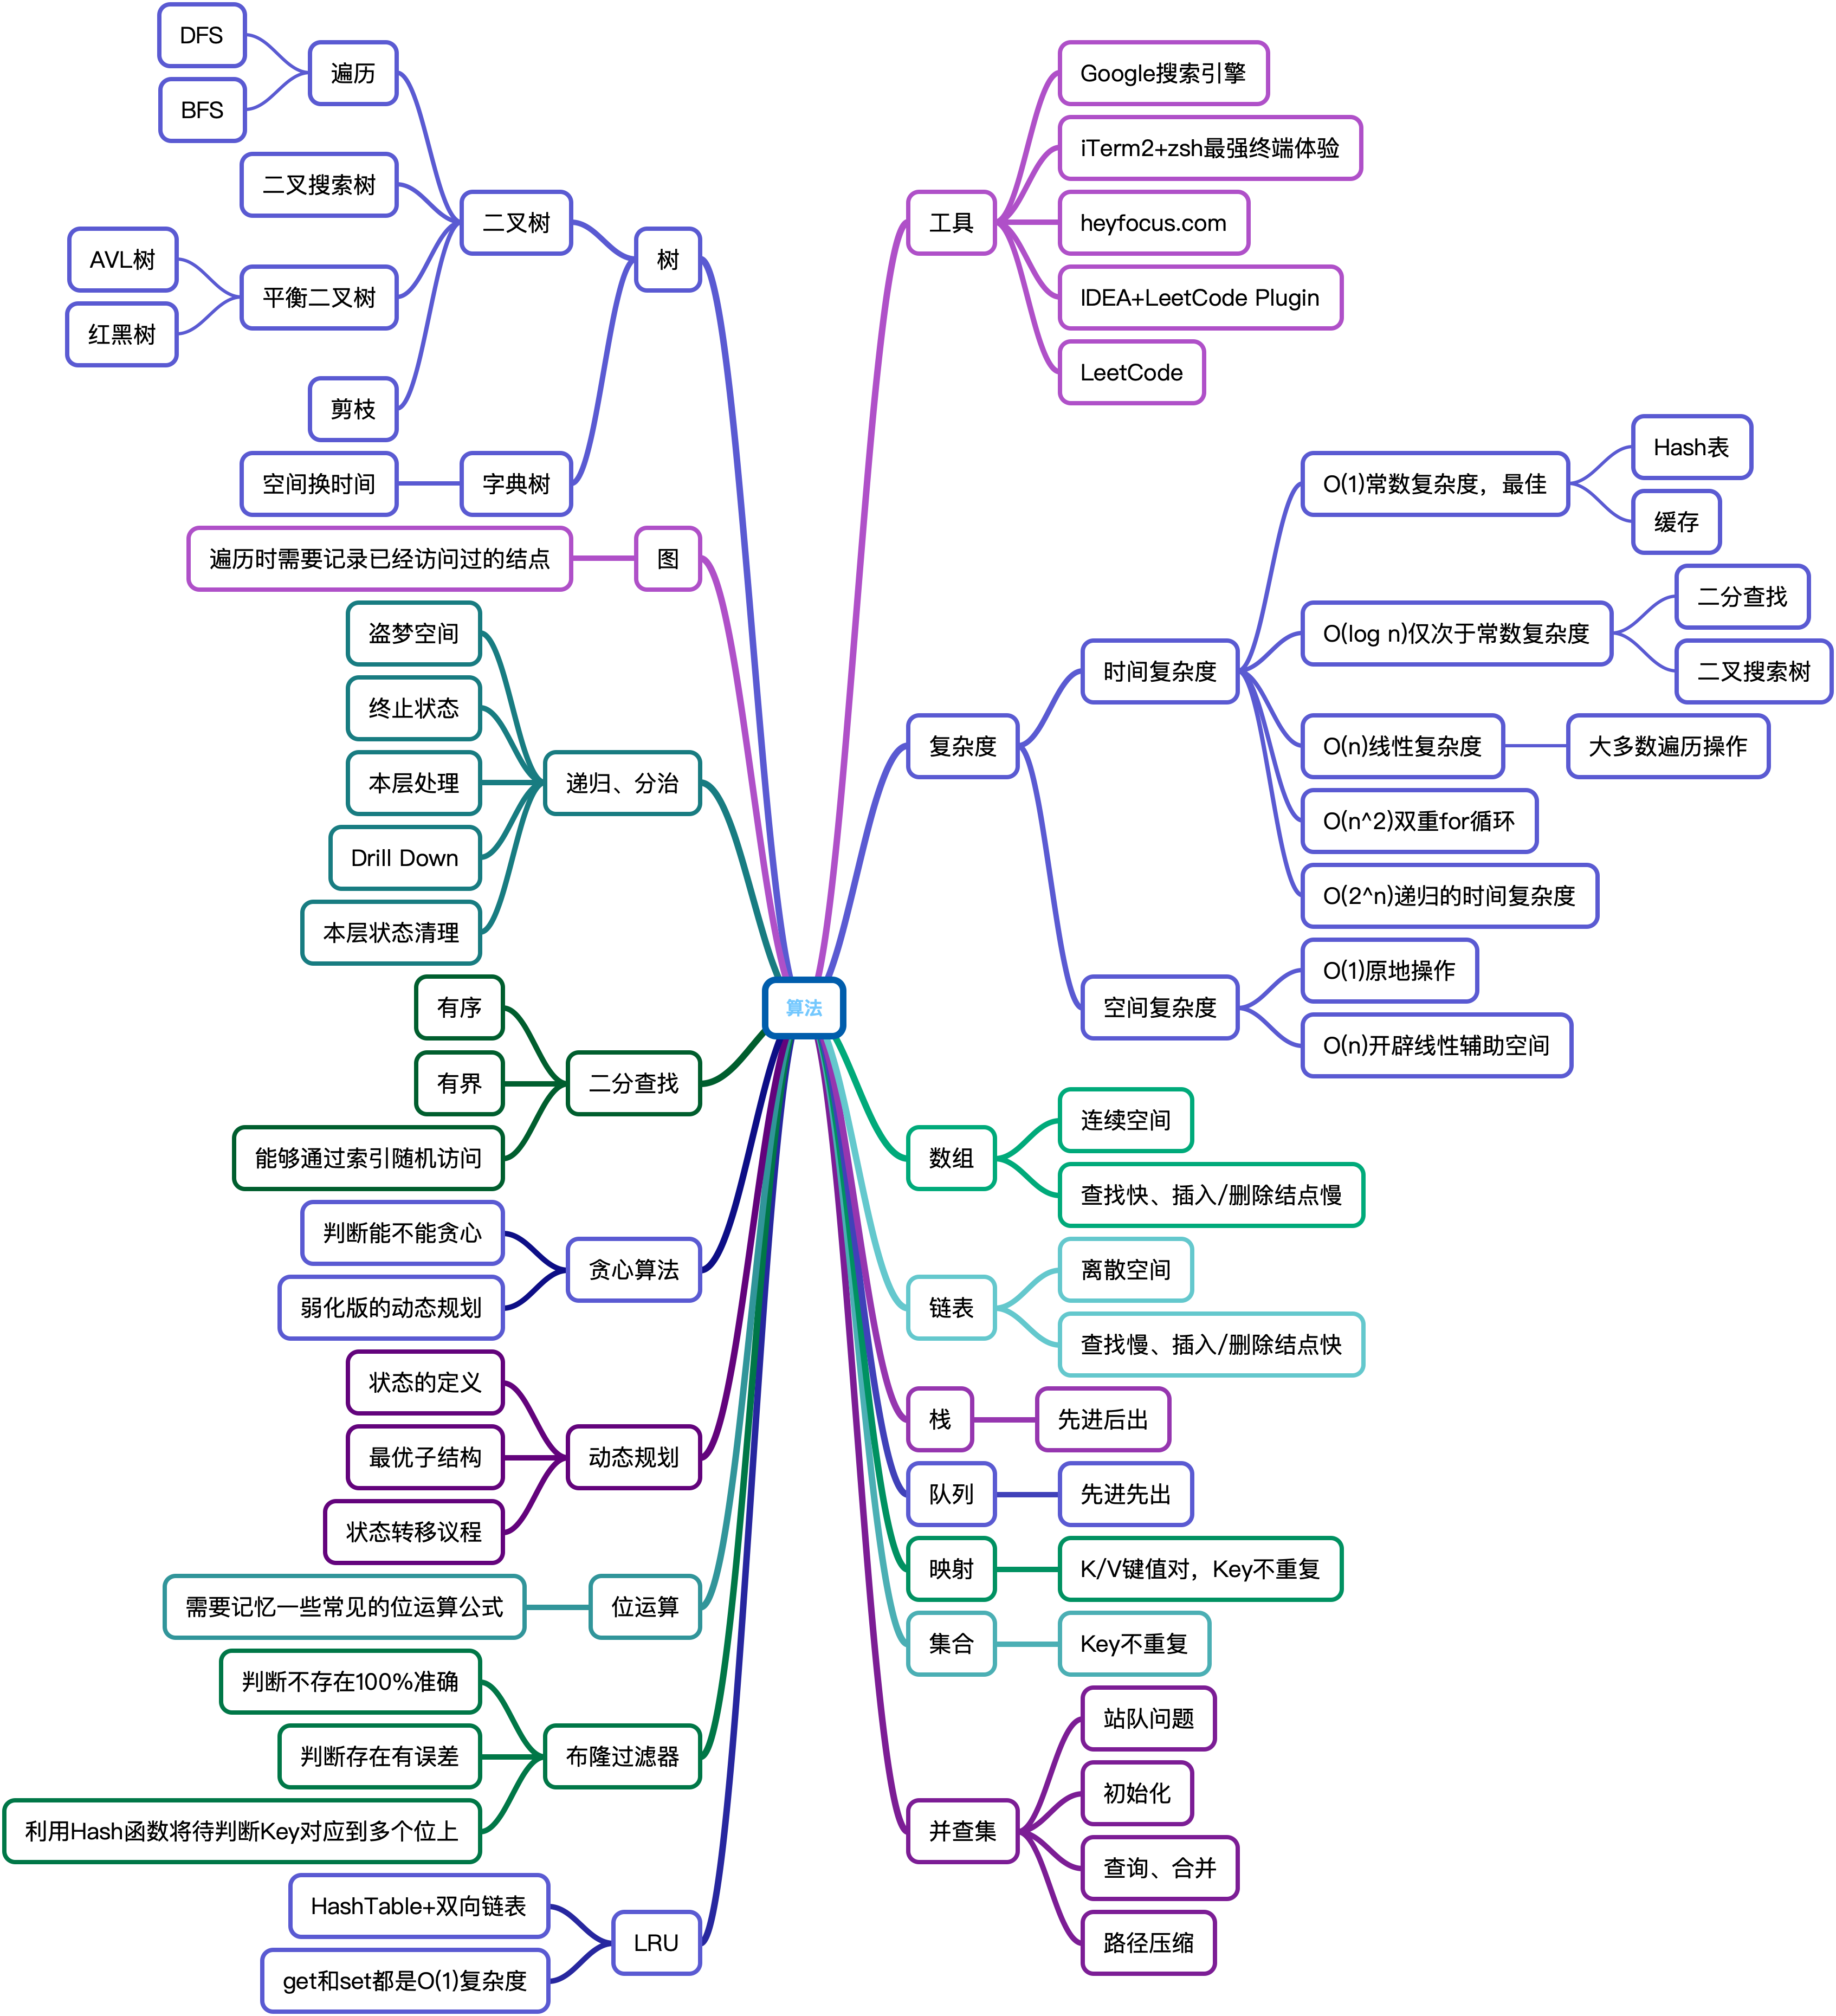 算法
工具
Google搜索引擎
iTerm2+zsh最强终端体验
heyfocus.com
IDEA+LeetCode Plugin
LeetCode
复杂度
时间复杂度
O(1)常数复杂度，最佳
Hash表
缓存
O(log n)仅次于常数复杂度
二分查找
二叉搜索树
O(n)线性复杂度
大多数遍历操作
O(n^2)双重for循环
O(2^n)递归的时间复杂度
空间复杂度
O(1)原地操作
O(n)开辟线性辅助空间
数组
连续空间
查找快、插入/删除结点慢
链表
离散空间
查找慢、插入/删除结点快
栈
先进后出
队列
先进先出
映射
K/V键值对，Key不重复
集合
Key不重复
并查集
站队问题
初始化
查询、合并
路径压缩
树
二叉树
遍历
DFS
BFS
二叉搜索树
平衡二叉树
AVL树
红黑树
剪枝
字典树
空间换时间
图
遍历时需要记录已经访问过的结点
递归、分治
盗梦空间
终止状态
本层处理
Drill Down
本层状态清理
二分查找
有序
有界
能够通过索引随机访问
贪心算法
判断能不能贪心
弱化版的动态规划
动态规划
状态的定义
最优子结构
状态转移议程
位运算
需要记忆一些常见的位运算公式
布隆过滤器
判断不存在100%准确
判断存在有误差
利用Hash函数将待判断Key对应到多个位上
LRU
HashTable+双向链表
get和set都是O(1)复杂度